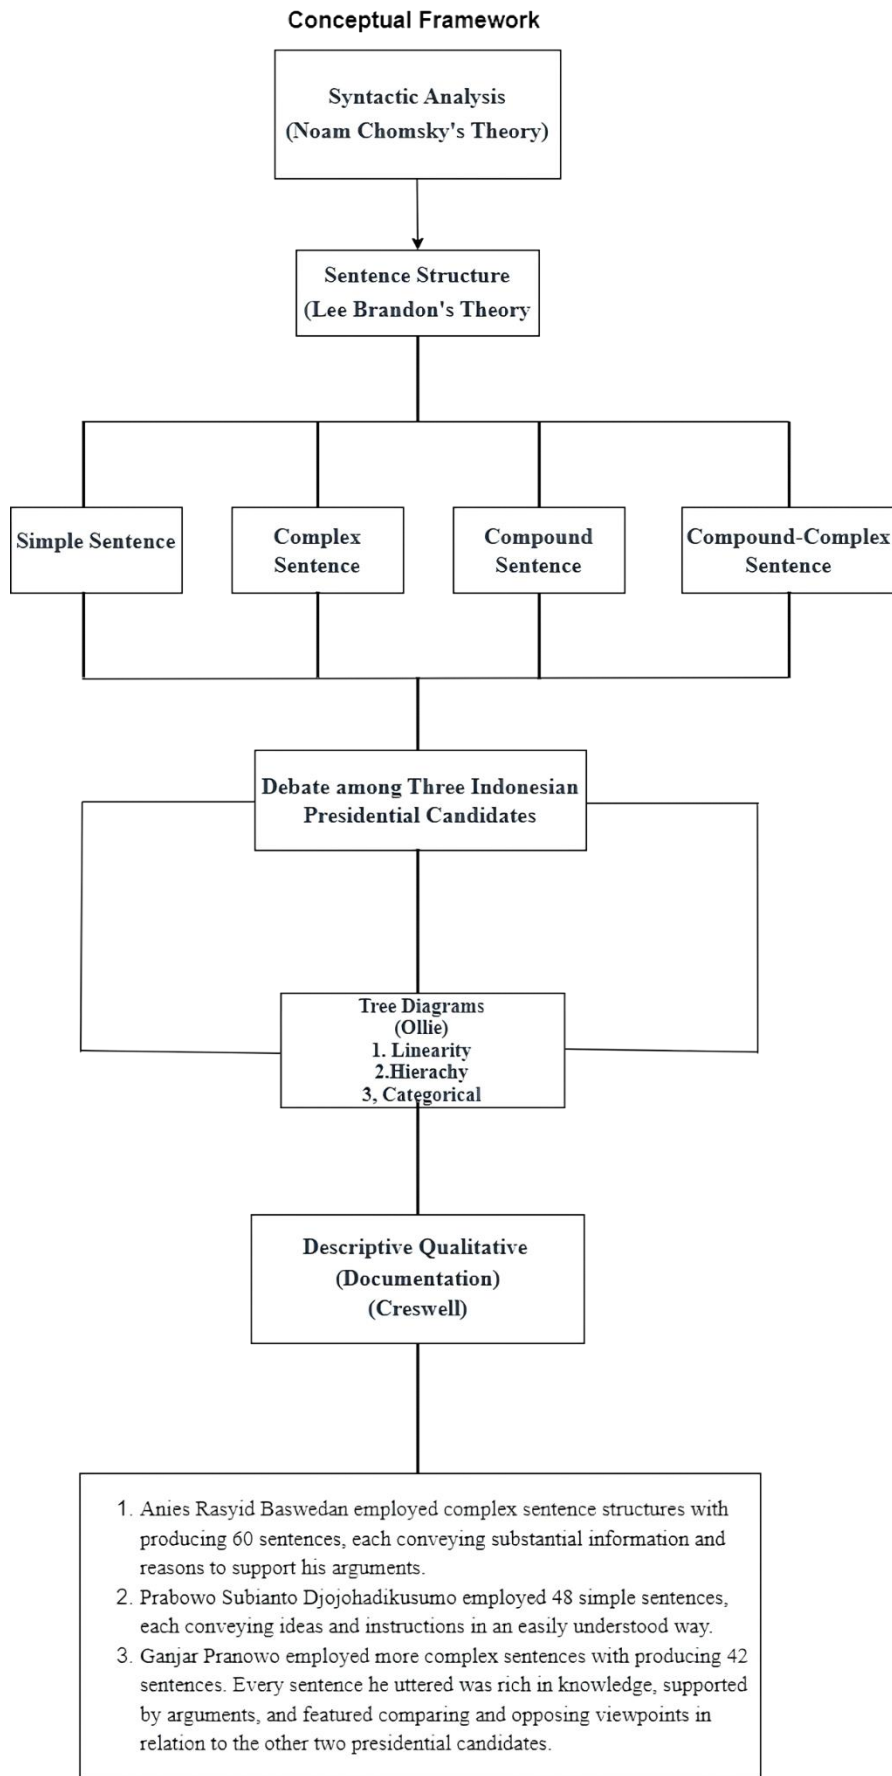 Conceptual Framework
Syntactic Analysis
(Noam Chomsky's Theory)
Sentence Structure
(Lee Brandon's Theory
Simple Sentence
Complex
Sentence
Compound
Sentence
Compound-Complex
Sentence
Debate among Three Indonesian
Presidential Candidates
Tree Diagrams
(Ollie)
1. Linearity
2.Hierachy
3, Categorical
Descriptive Qualitative
(Documentation)
(Creswell)
1. Anies Rasyid Baswedan employed complex sentence structures with
producing 60 sentences, each conveying substantial information and
reasons to support his arguments.
2. Prabowo Subianto Djojohadikusumo employed 48 simple sentences,
each conveying ideas and instructions in an easily understood way.
3. Ganjar Pranowo employed more complex sentences with producing 42
sentences. Every sentence he uttered was rich in knowledge, supported
by arguments, and featured comparing and opposing viewpoints in
relation to the other two presidential candidates.